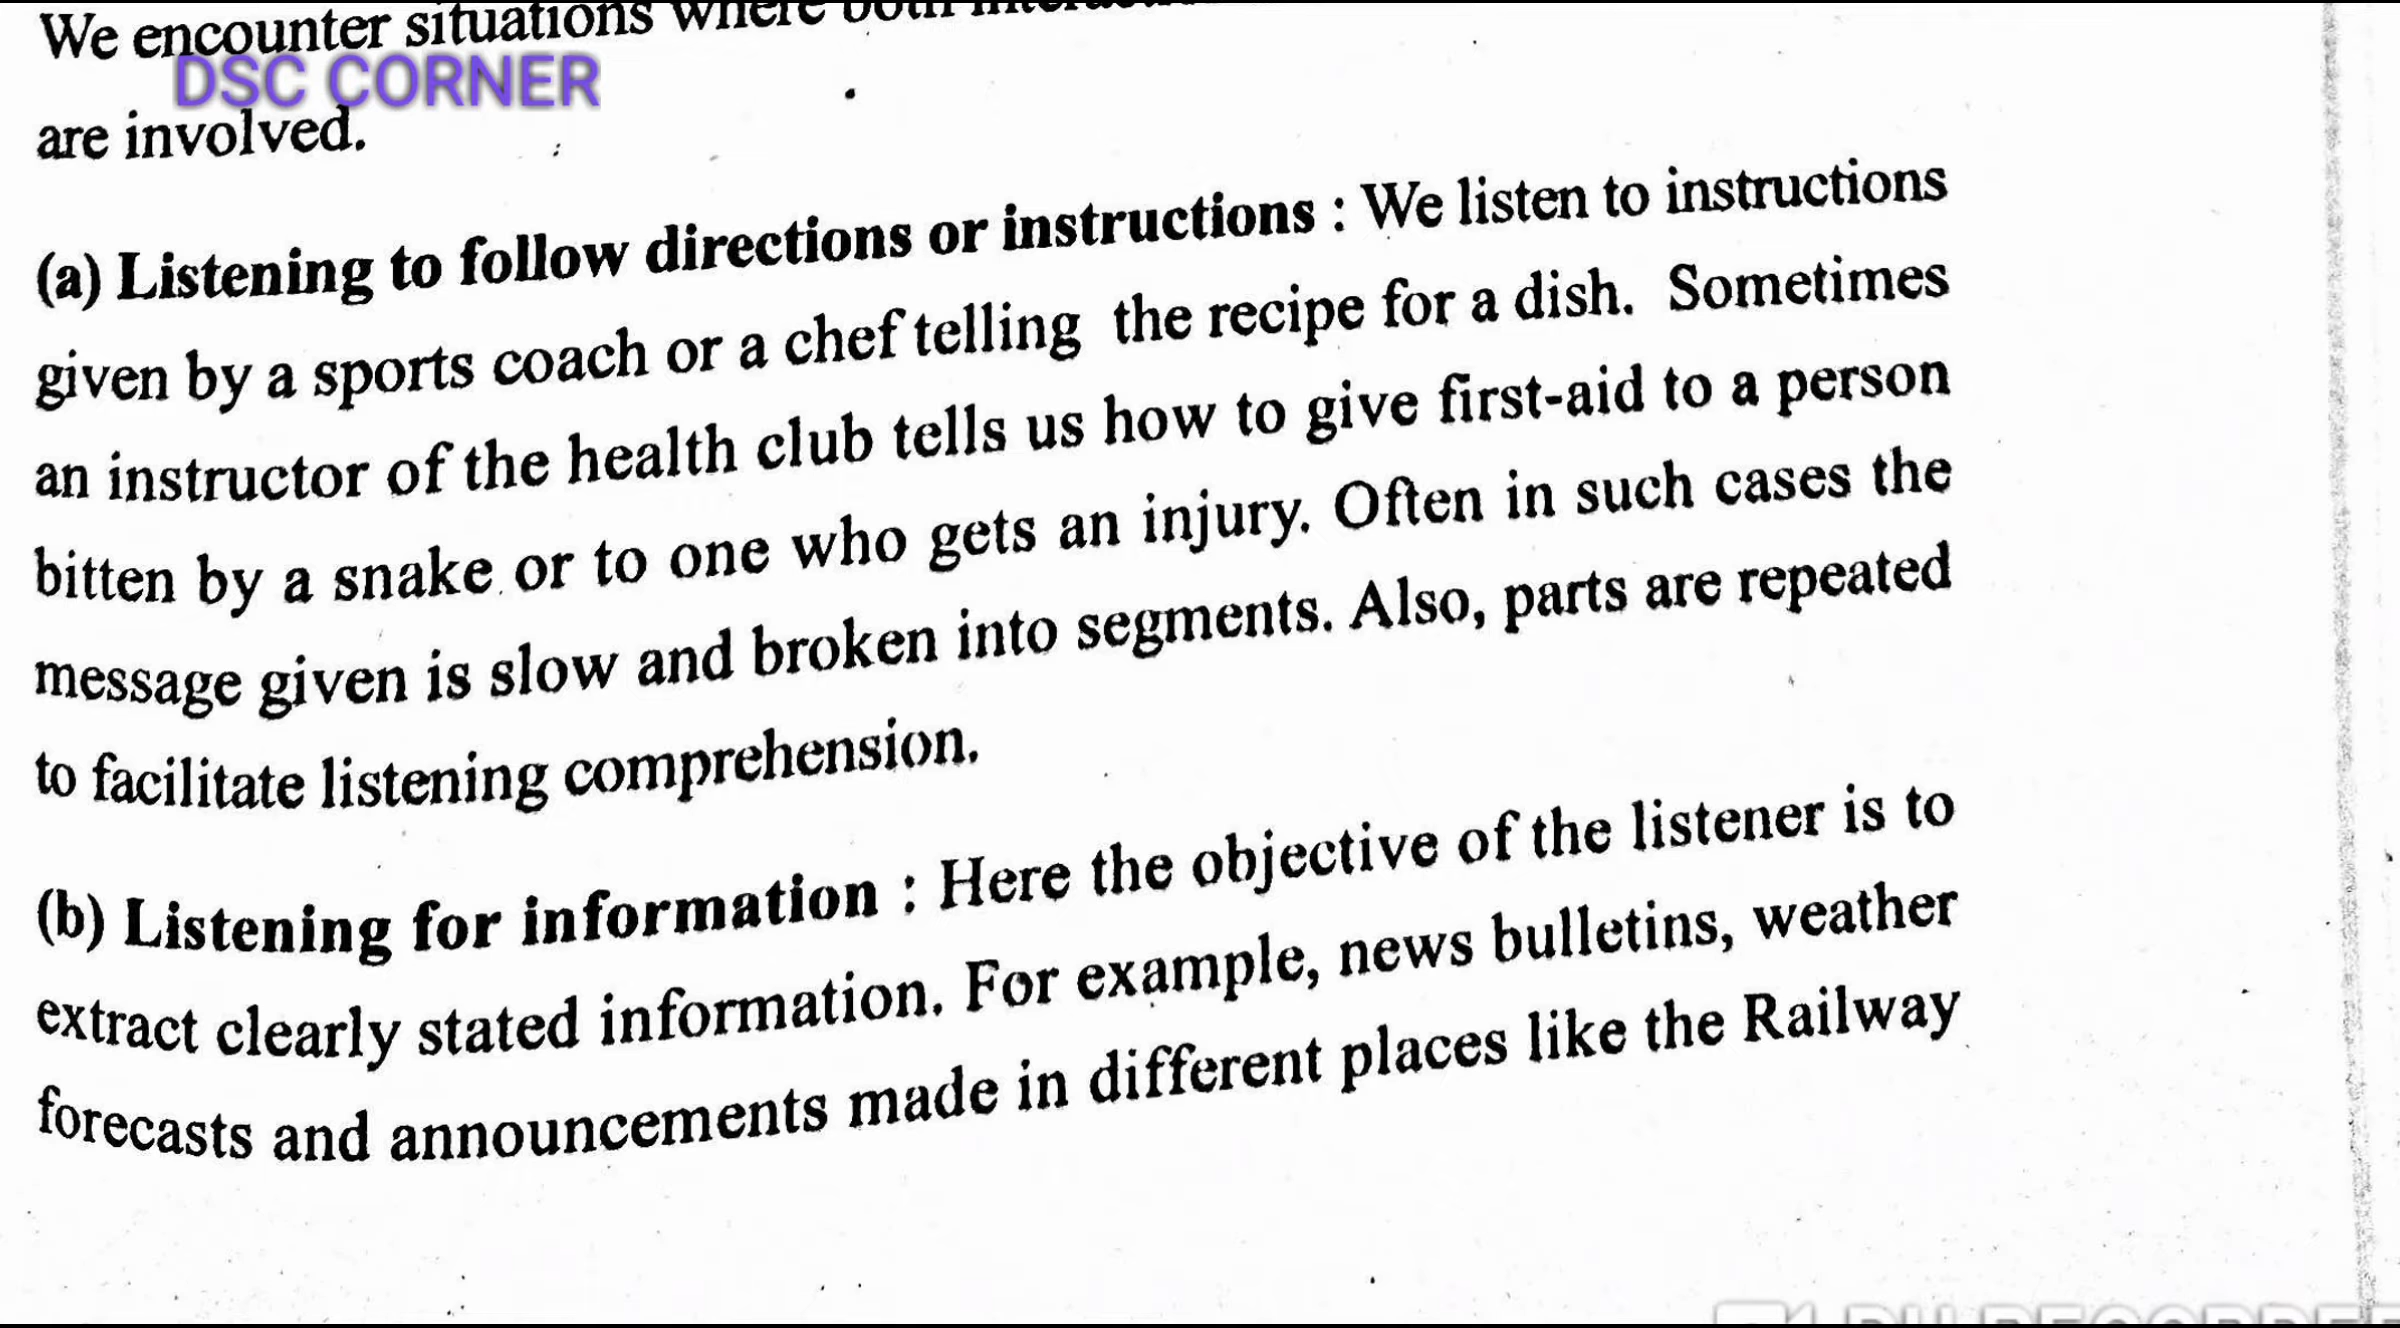 We encounter situations where both
DSC CORNER
are involved.
(a) Listening to follow directions or instructions : We listen to instructions
given by a sports coach or a chef telling the recipe for a dish. Sometimes
an instructor of the health club tells us how to give first-aid to a person
bitten by a snake or to one who gets an injury. Often in such cases the
message given is slow and broken into segments. Also, parts are repeated
to facilitate listening comprehension.
(b) Listening for information : Here the objective of the listener is to
extract clearly stated information. For example, news bulletins, weather
forecasts and announcements made in different places like the Railway
RECORDER